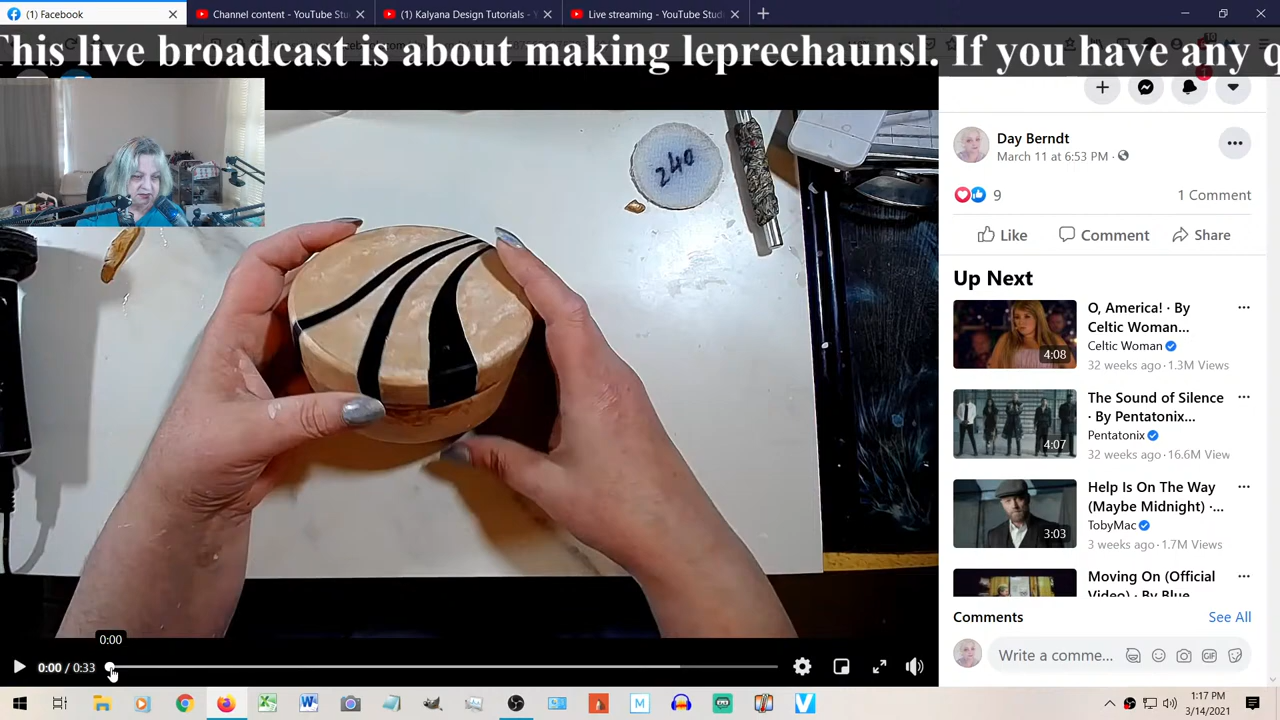 (1) Facebook
Channel content - YouTube Stu
(1) Kalyana Design Tutorials - Y
Live streaming - YouTube Stud
This live broadcast is about making leprechaunsl. If you have any q
240
Day Berndt
March 11 at 6:53 PM ·
9
1 Comment
Like
Comment
Share
Up Next
O, America! · By
Celtic Woman...
Celtic Woman
32 weeks ago · 1.3M Views
4:08
The Sound of Silence
· By Pentatonix...
Pentatonix
32 weeks ago · 16.6M View
4:07
Help Is On The Way
(Maybe Midnight) ·...
TobyMac
3 weeks ago · 1.7M Views
3:03
Moving On (Official
Video) · By Blue
Comments
See All
0:00
0:00 / 0:33
Write a comme...
GIF
1:17 PM
3/14/2021